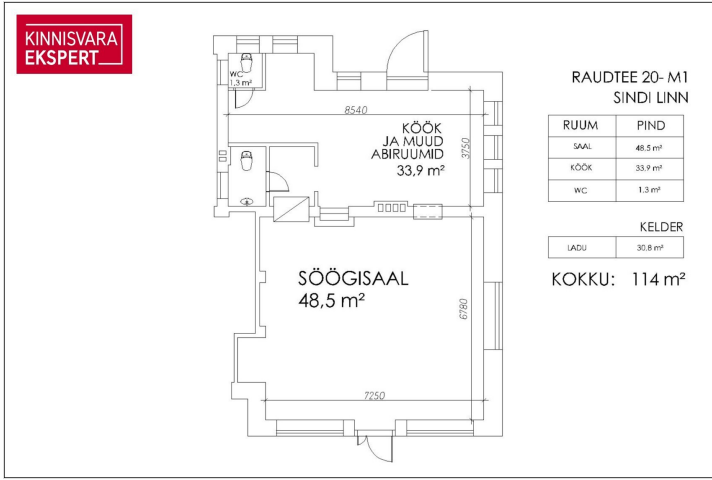 KINNISVARA
EKSPERT
WC
1,3 m²
8540
KÖÖK
JA MUUD
ABIRUUMID
33,9 m²
3750
SÖÖGISAAL
48,5 m²
6780
7250
RAUDTEE 20- M1
SINDI LINN
RUUM PIND
SAAL 48,5 m²
KÖÖK 33,9 m²
WC 1,3 m²
KELDER
LADU 30,8 m²
KOKKU: 114 m²